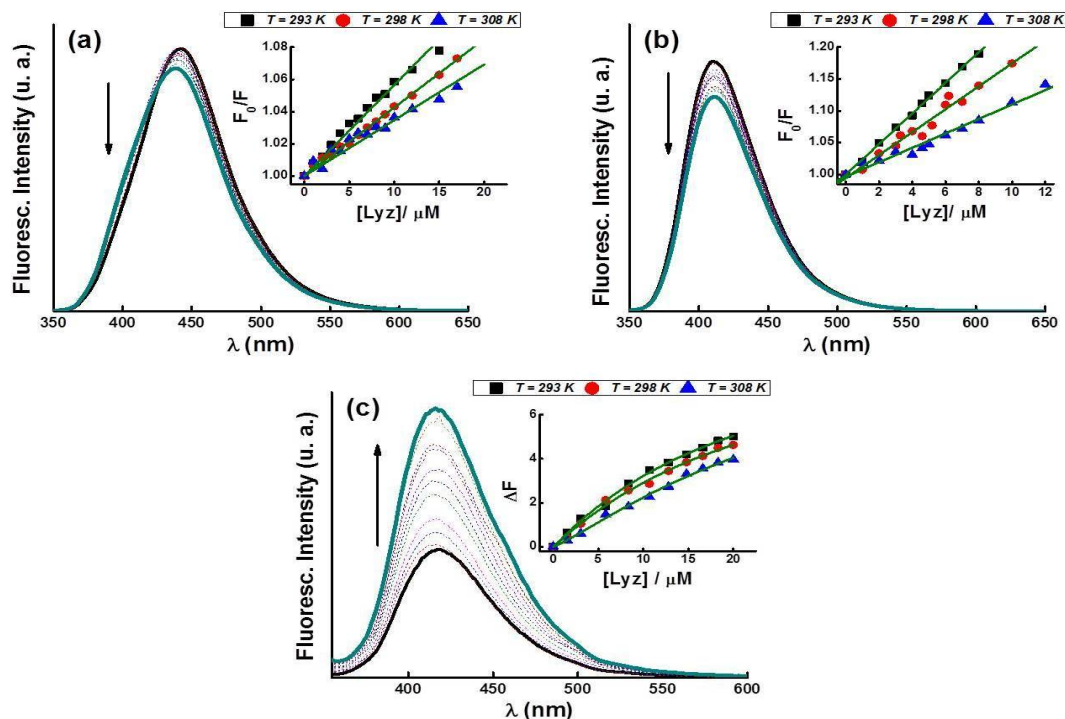 T = 293 K T = 298 K T = 308 K
(a)
Fluoresc. Intensity (u. a.)
F0/F
1.08
1.06
1.04
1.02
1.00
0 5 10 15 20
[Lyz]/ μM
350 400 450 500 550 600 650
λ (nm)
T = 293 K T = 298 K T = 308 K
(b)
Fluoresc. Intensity (u. a.)
F0/F
1.20
1.15
1.10
1.05
1.00
0 2 4 6 8 10 12
[Lyz]/ μM
350 400 450 500 550 600 650
λ (nm)
T = 293 K T = 298 K T = 308 K
(c)
Fluoresc. Intensity (u. a.)
ΔF
6
4
2
0
0 5 10 15 20
[Lyz] / μM
400 450 500 550 600
λ (nm)